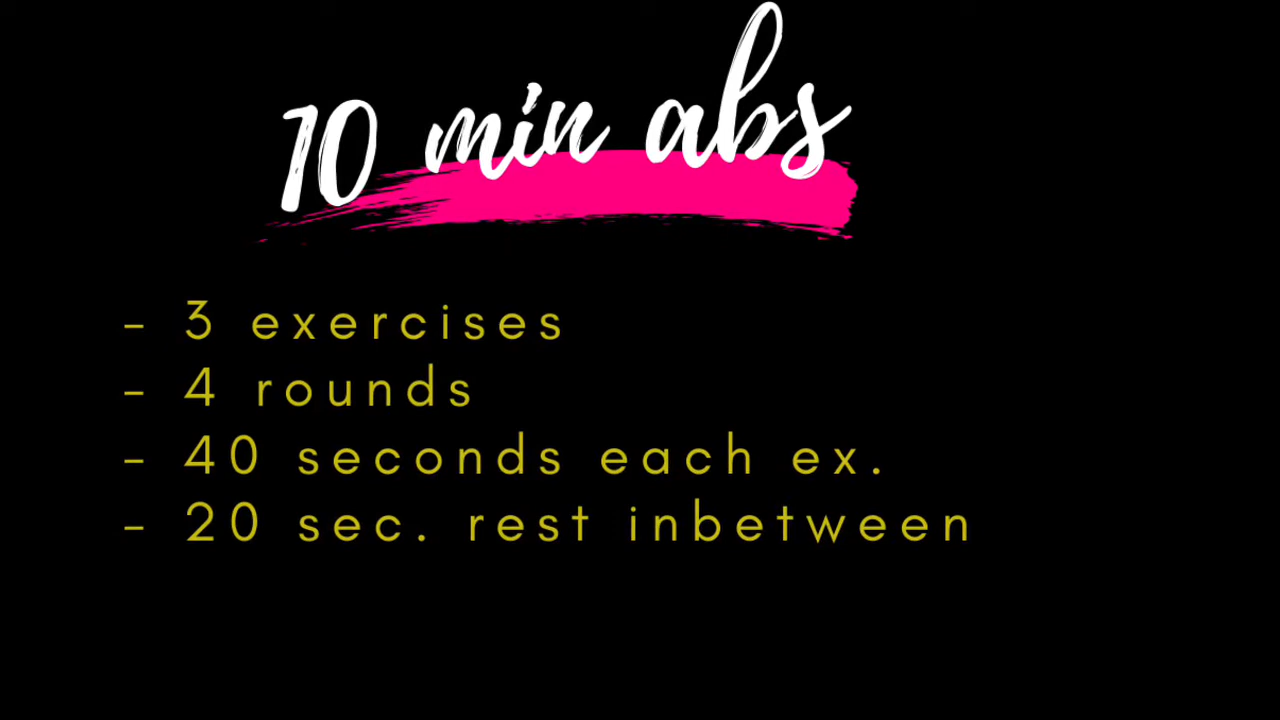 10 min abs
- 3 exercises
- 4 rounds
- 40 seconds each ex.
- 20 sec. rest inbetween